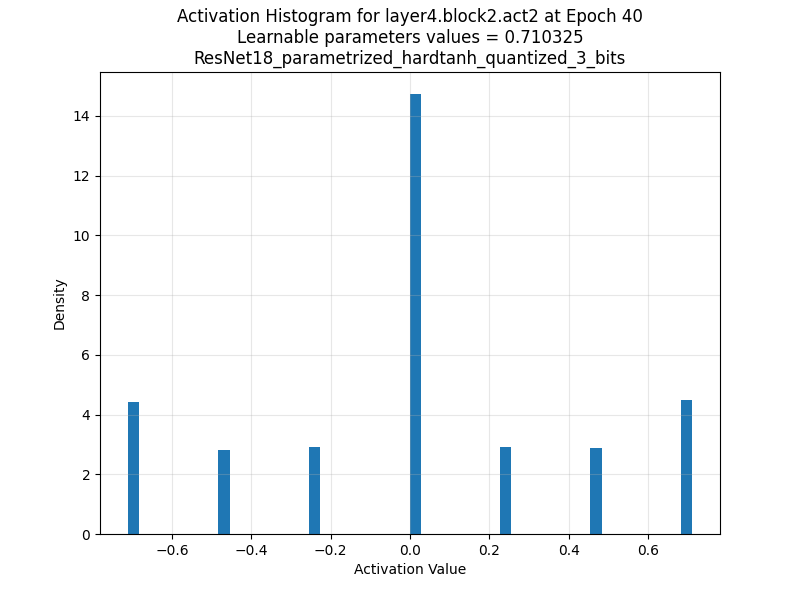 Activation Histogram for layer4.block2.act2 at Epoch 40
Learnable parameters values = 0.710325
ResNet18_parametrized_hardtanh_quantized_3_bits
14
12
10
8
6
4
2
0
Density
−0.6 −0.4 −0.2 0.0 0.2 0.4 0.6
Activation Value